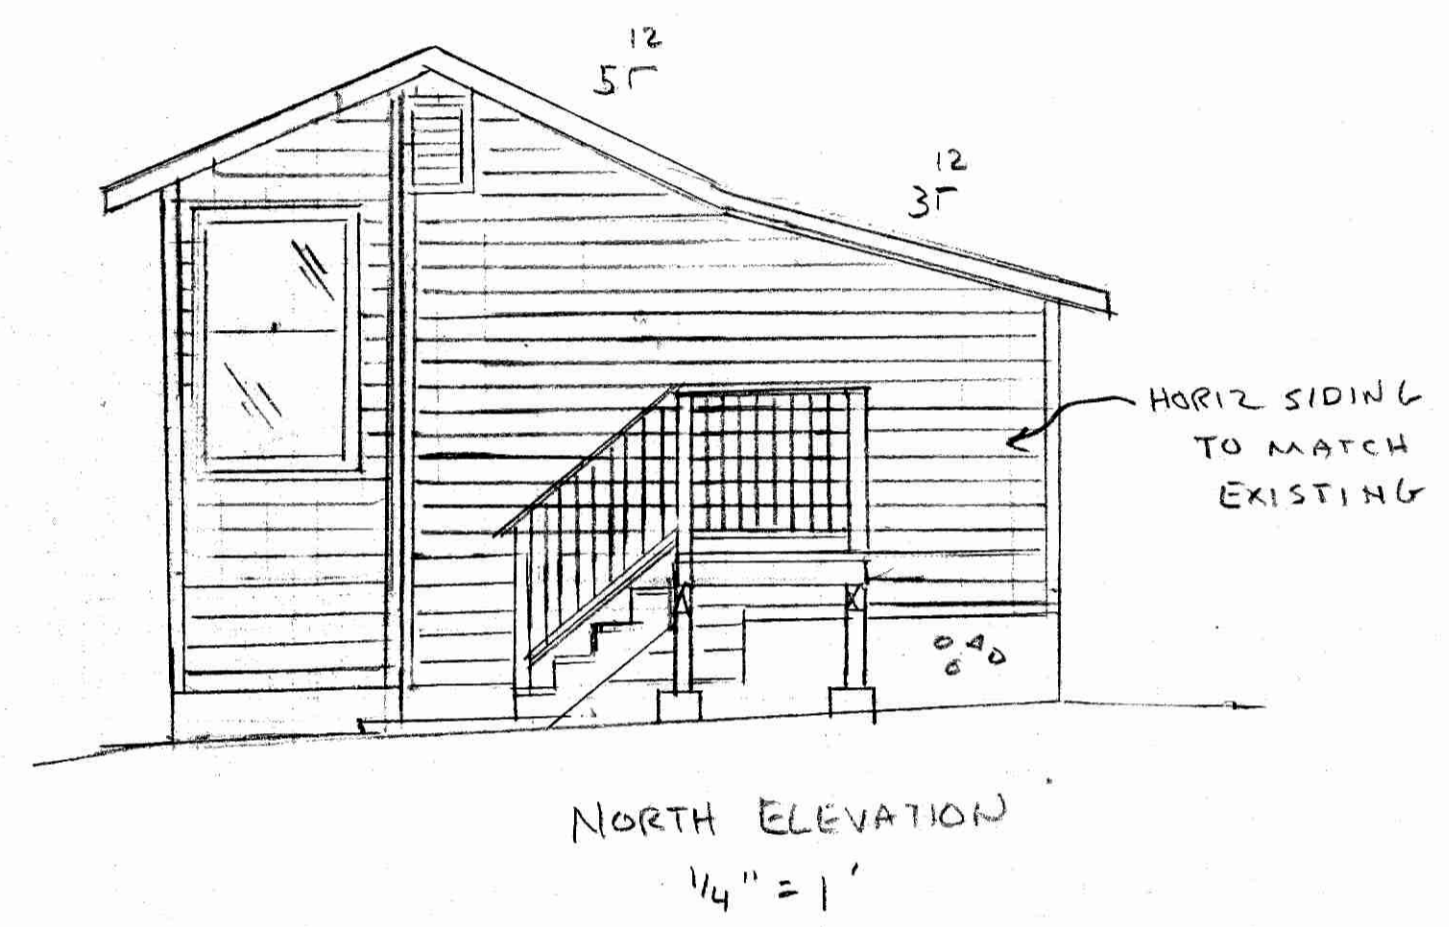 12
5
12
3
HORIZ SIDING
TO MATCH
EXISTING
NORTH ELEVATION
1/4" = 1'